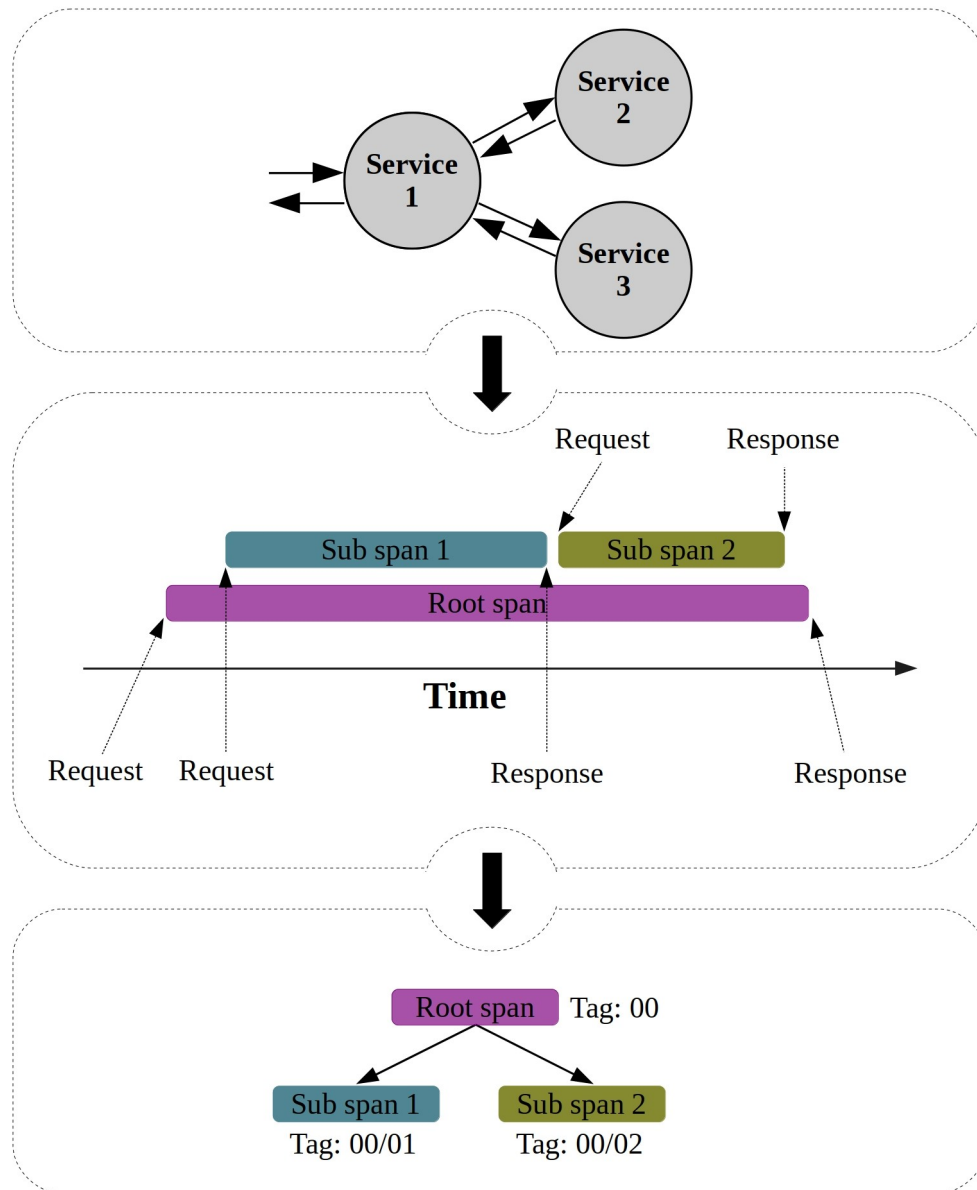 Service
2
Service
1
Service
3
Request
Response
Sub span 1
Sub span 2
Root span
Time
Request
Request
Response
Response
Root span
Tag: 00
Sub span 1
Sub span 2
Tag: 00/01
Tag: 00/02